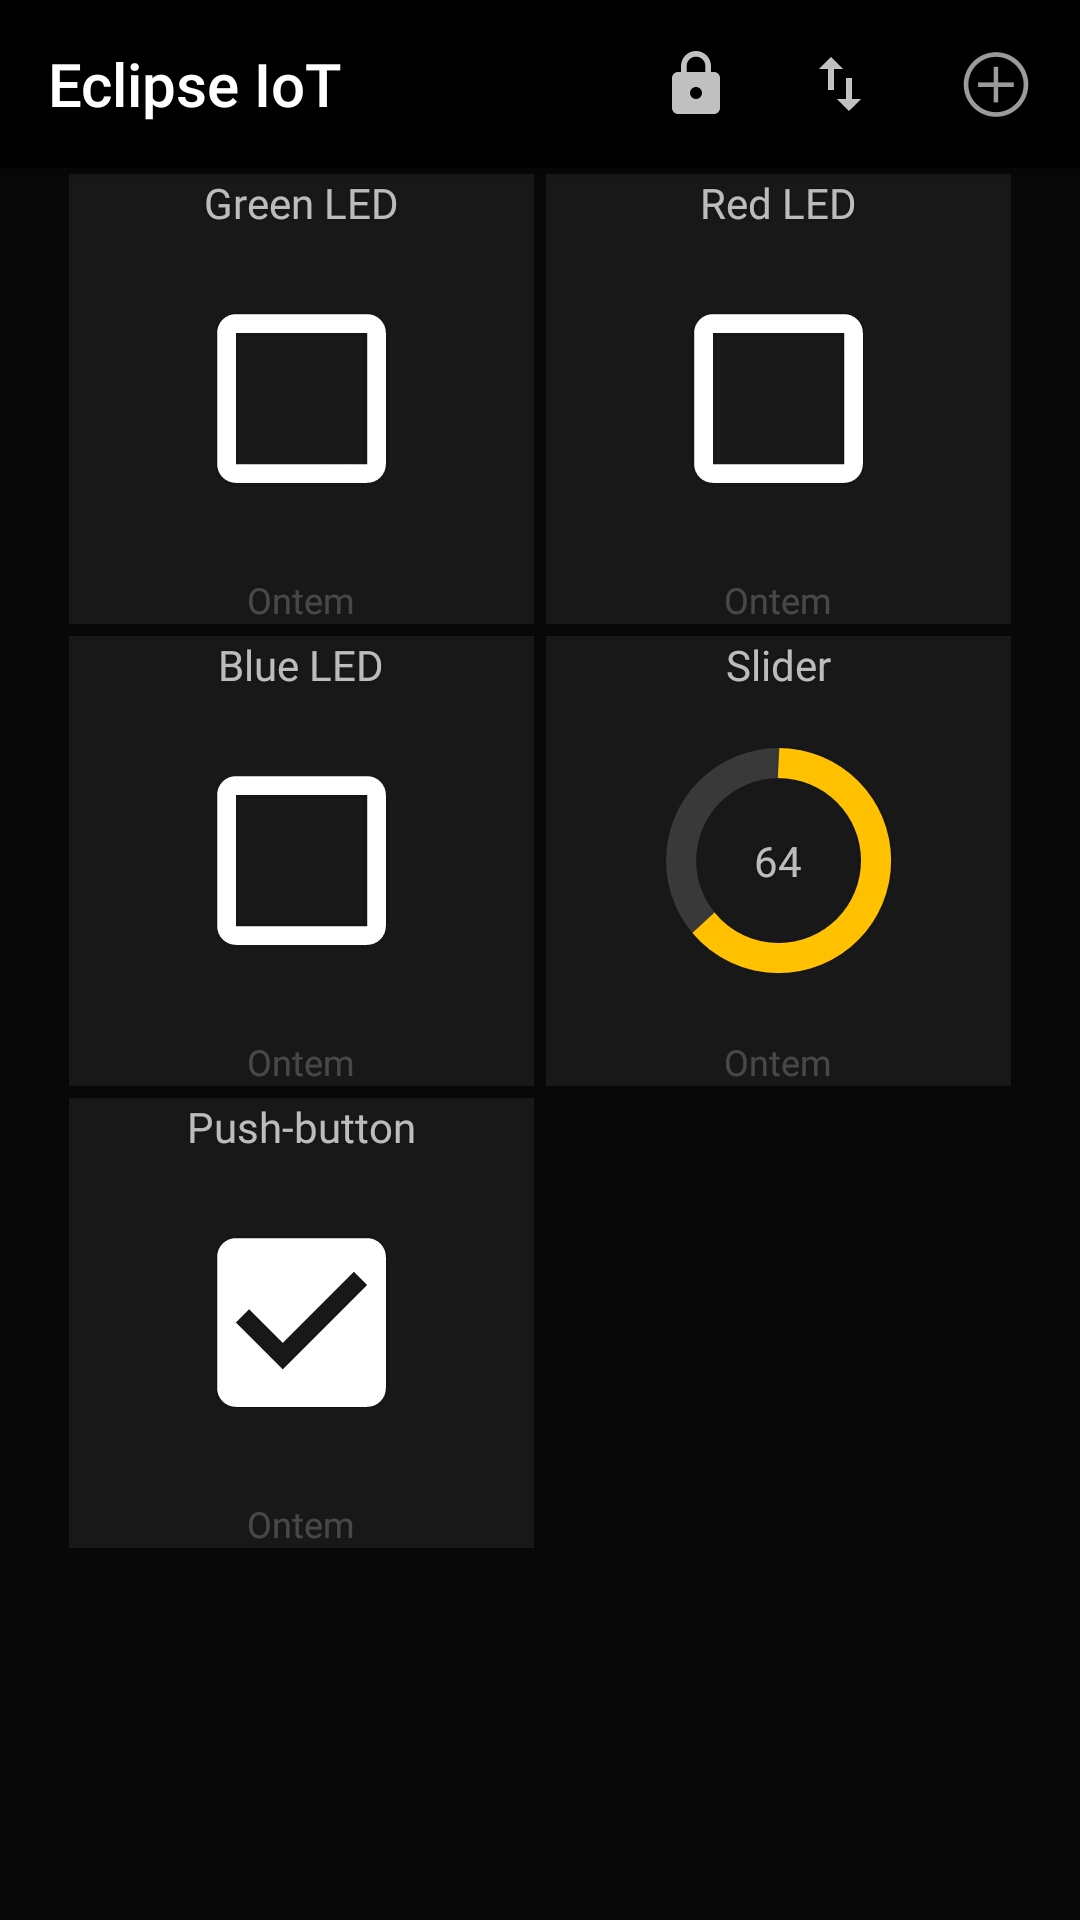 Eclipse IoT
Green LED
Red LED
Ontem
Ontem
Blue LED
Slider
64
Ontem
Ontem
Push-button
Ontem